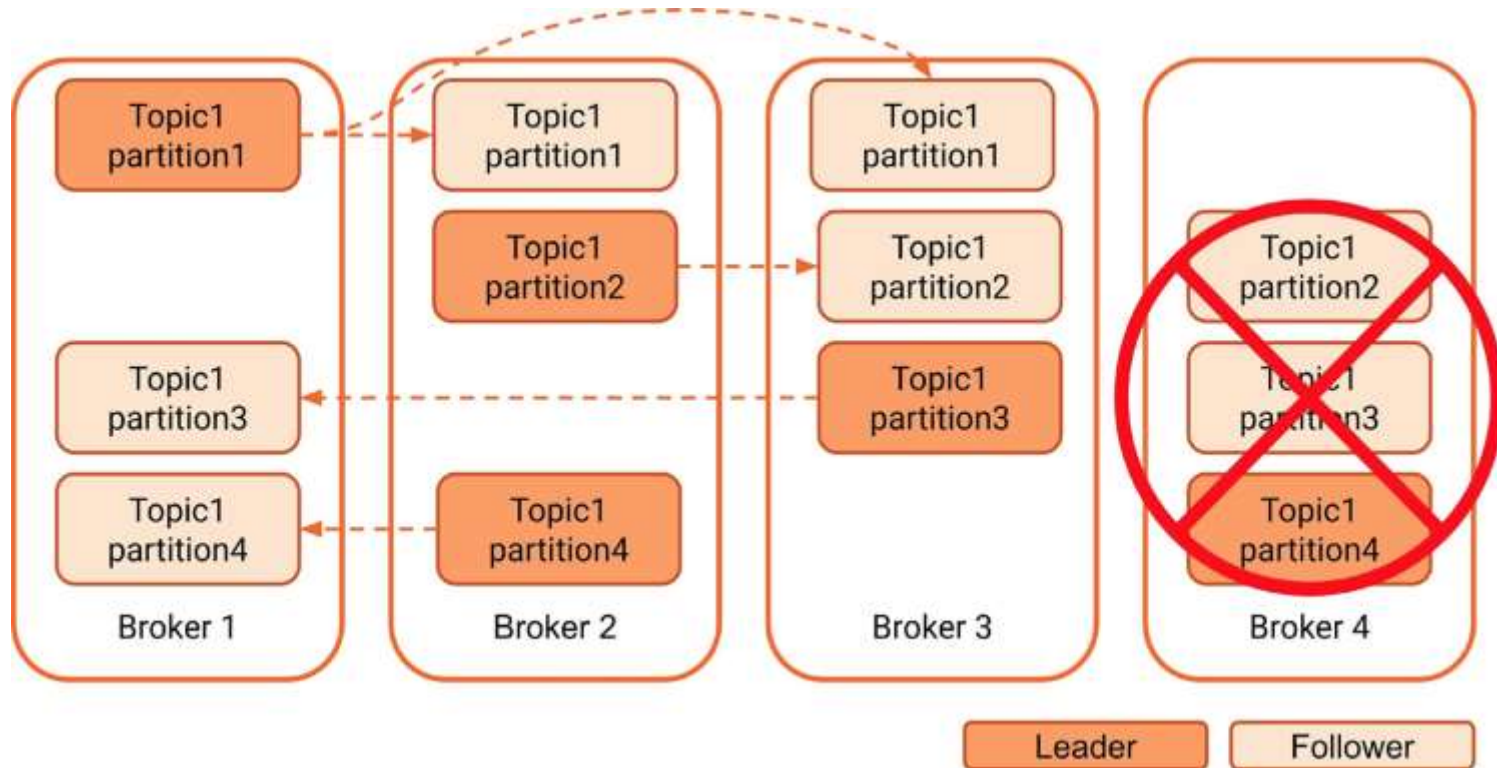 Topic1
partition1
Topic1
partition3
Topic1
partition4
Broker 1
Topic1
partition1
Topic1
partition2
Topic1
partition4
Broker 2
Topic1
partition1
Topic1
partition2
Topic1
partition3
Broker 3
Topic1
partition2
Topic1
partition3
Topic1
partition4
Broker 4
Leader
Follower